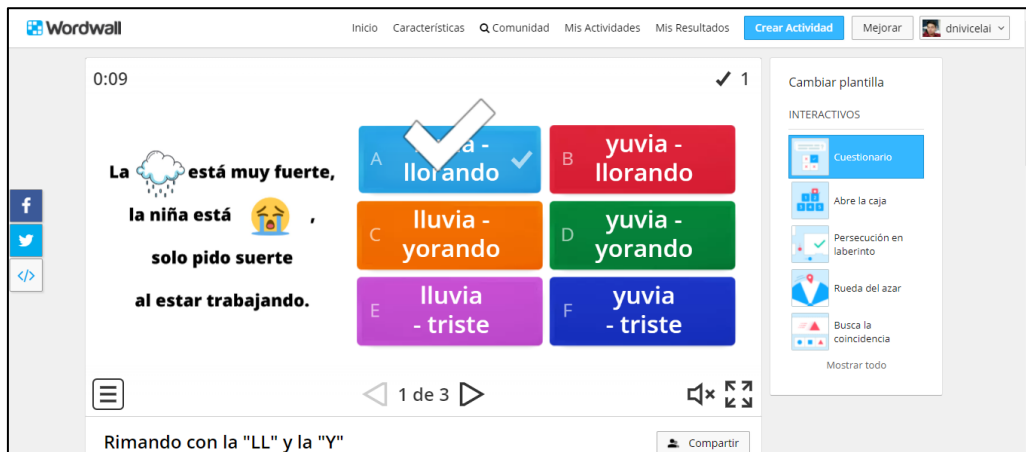 Wordwall
Inicio Características Comunidad Mis Actividades Mis Resultados Crear Actividad Mejorar dnivicelai
0:09 1
La está muy fuerte,
la niña está ,
solo pido suerte
al estar trabajando.
A
llorando
B yuvia -
llorando
C lluvia -
yorando
D yuvia -
yorando
E lluvia
- triste
F yuvia
- triste
1 de 3
Rimando con la "LL" y la "Y"
Compartir
Cambiar plantilla
INTERACTIVOS
Cuestionario
Abre la caja
Persecución en
laberinto
Rueda del azar
Busca la
coincidencia
Mostrar todo
f
</>